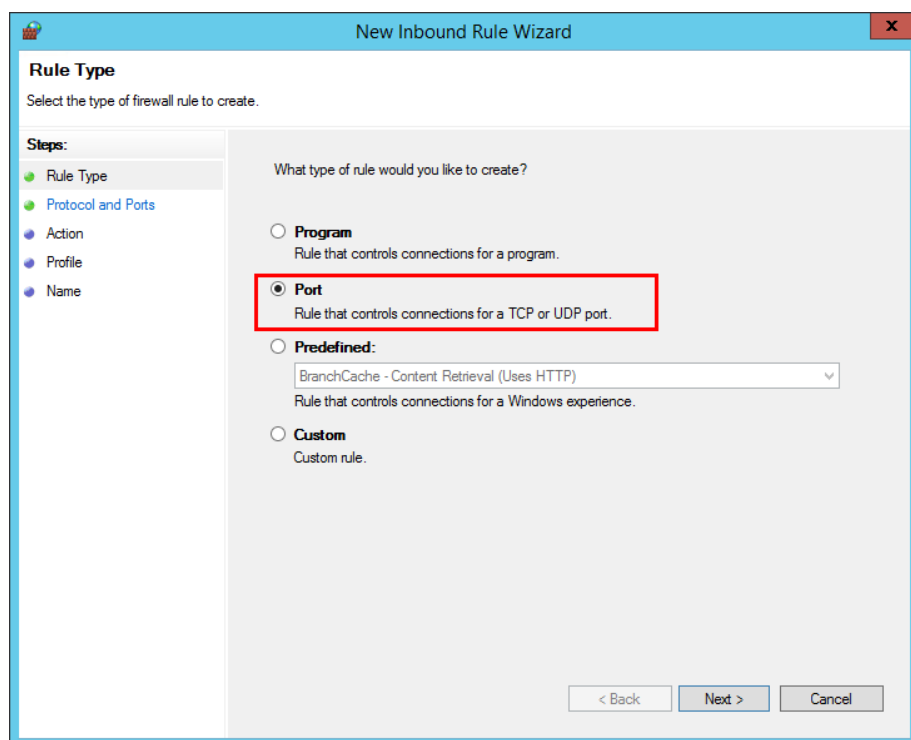 New Inbound Rule Wizard
x
Rule Type
Select the type of firewall rule to create.
Steps:
Rule Type
Protocol and Ports
Action
Profile
Name
What type of rule would you like to create?
Program
Rule that controls connections for a program.
Port
Rule that controls connections for a TCP or UDP port.
Predefined:
BranchCache - Content Retrieval (Uses HTTP)
Rule that controls connections for a Windows experience.
Custom
Custom rule.
< Back
Next >
Cancel